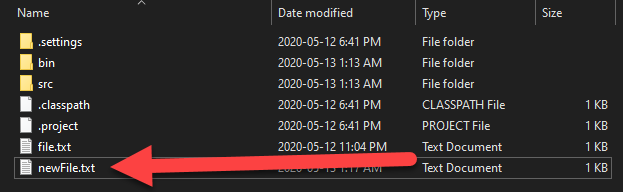 Name Date modified Type Size
.settings 2020-05-12 6:41 PM File folder
bin 2020-05-13 1:13 AM File folder
src 2020-05-13 1:13 AM File folder
.classpath 2020-05-12 6:41 PM CLASSPATH File 1 KB
.project 2020-05-12 6:41 PM PROJECT File 1 KB
file.txt 2020-05-12 11:04 PM Text Document 1 KB
newFile.txt 1:17 AM Text Document 1 KB